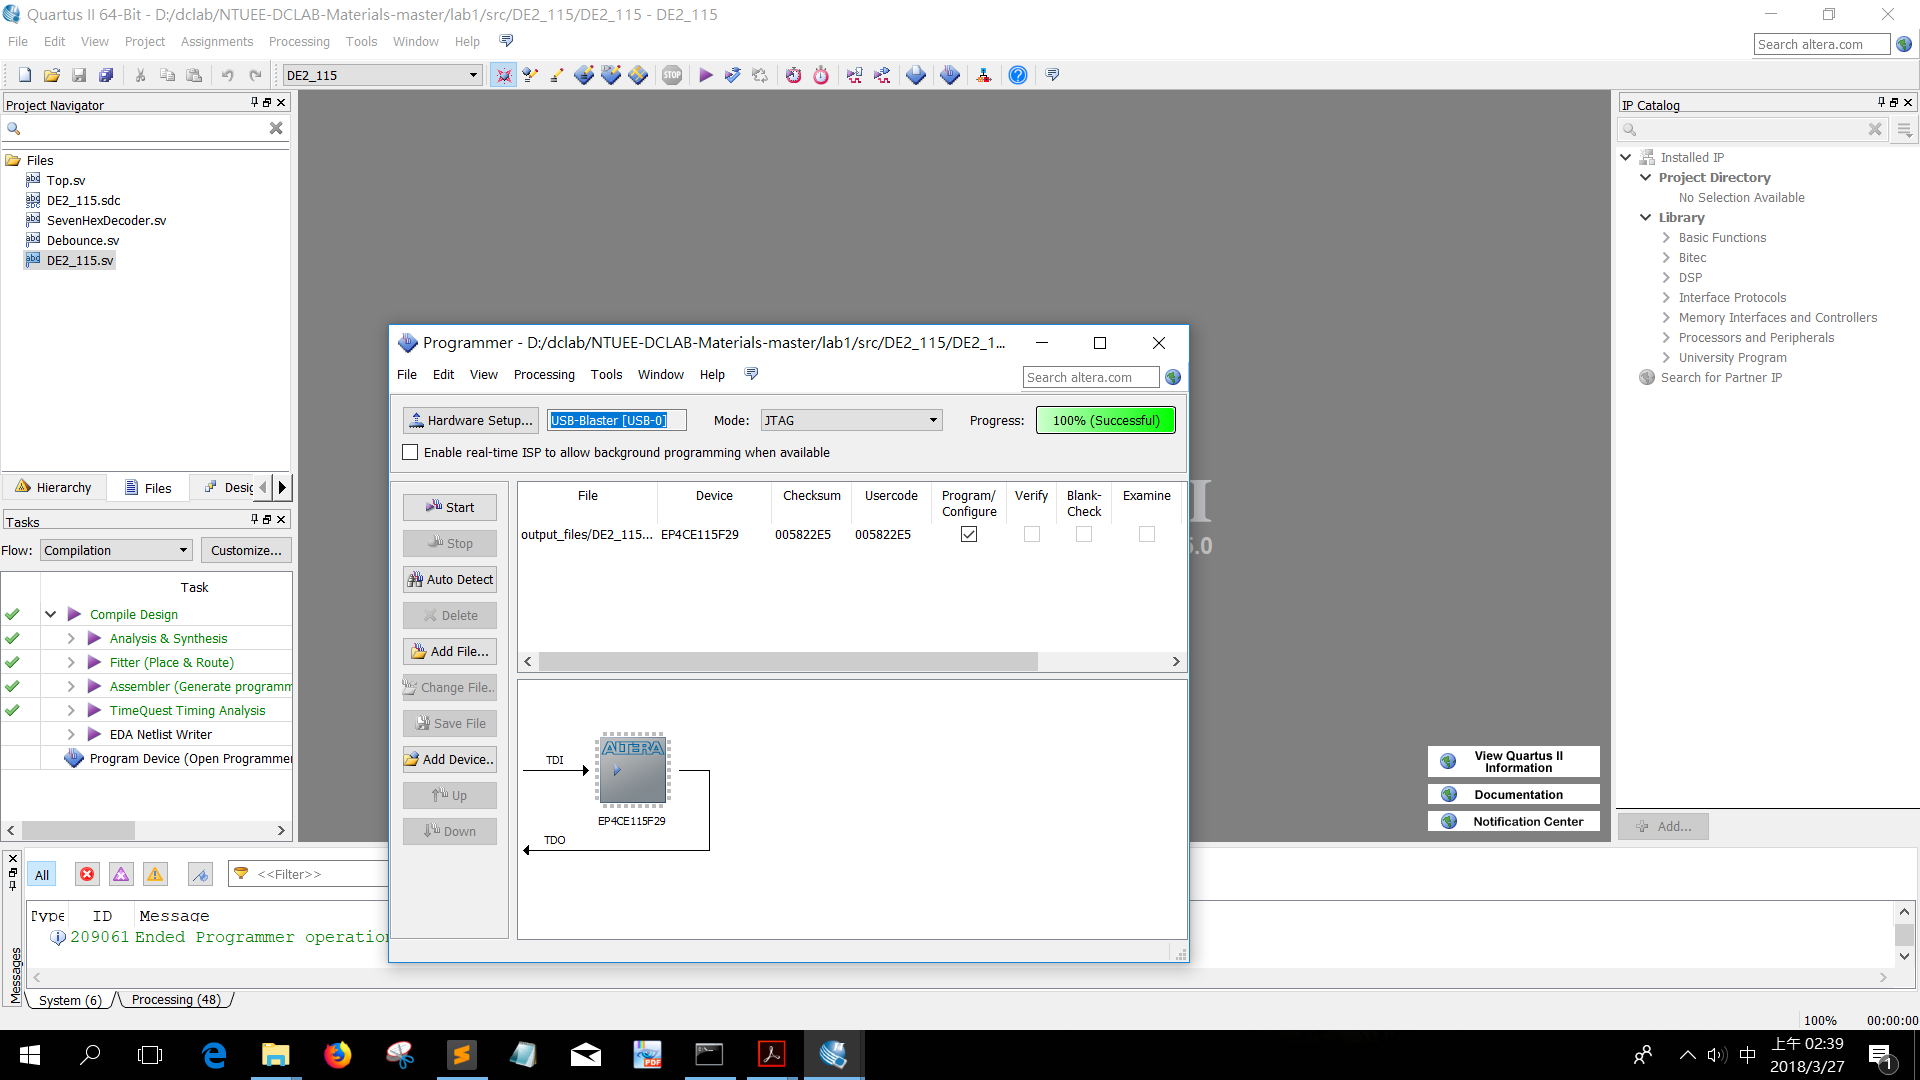 Quartus II 64-Bit - D:/dclab/NTUEE-DCLAB-Materials-master/lab1/src/DE2_115/DE2_115 - DE2_115
File Edit View Project Assignments Processing Tools Window Help
Search altera.com
DE2_115
STOP
Project Navigator
Files
Top.sv
DE2_115.sdc
SevenHexDecoder.sv
Debounce.sv
DE2_115.sv
Hierarchy Files Desig
Tasks
Flow: Compilation Customize...
Task
Compile Design
Analysis & Synthesis
Fitter (Place & Route)
Assembler (Generate programm
TimeQuest Timing Analysis
EDA Netlist Writer
Program Device (Open Programmer
IP Catalog
Installed IP
Project Directory
No Selection Available
Library
Basic Functions
Bitec
DSP
Interface Protocols
Memory Interfaces and Controllers
Processors and Peripherals
University Program
Search for Partner IP
Add...
Programmer - D:/dclab/NTUEE-DCLAB-Materials-master/lab1/src/DE2_115/DE2_1...
File Edit View Processing Tools Window Help
Search altera.com
Hardware Setup... USB-Blaster [USB-0] Mode: JTAG Progress: 100% (Successful)
Enable real-time ISP to allow background programming when available
Start
Stop
Auto Detect
Delete
Add File...
Change File..
Save File
Add Device..
Up
Down
File Device Checksum Usercode Program/ Configure Verify Blank- Check Examine
output_files/DE2_115... EP4CE115F29 005822E5 005822E5
TDI
ALTERA
EP4CE115F29
TDO
I
5.0
View Quartus II
Information
Documentation
Notification Center
All
<<Filter>>
Type ID Message
209061 Ended Programmer operation
Messages
System (6) Processing (48)
100% 00:00:00
PDF
中
上午 02:39
2018/3/27
1